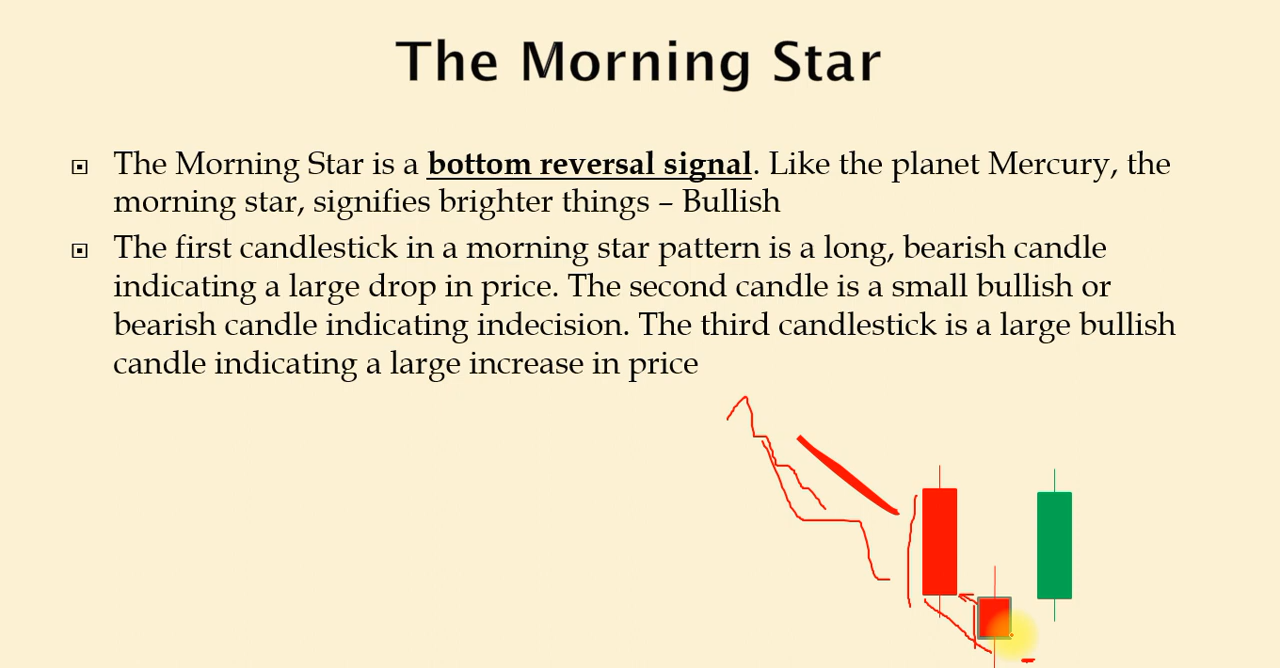 The Morning Star
The Morning Star is a bottom reversal signal. Like the planet Mercury, the
morning star, signifies brighter things – Bullish
The first candlestick in a morning star pattern is a long, bearish candle
indicating a large drop in price. The second candle is a small bullish or
bearish candle indicating indecision. The third candlestick is a large bullish
candle indicating a large increase in price